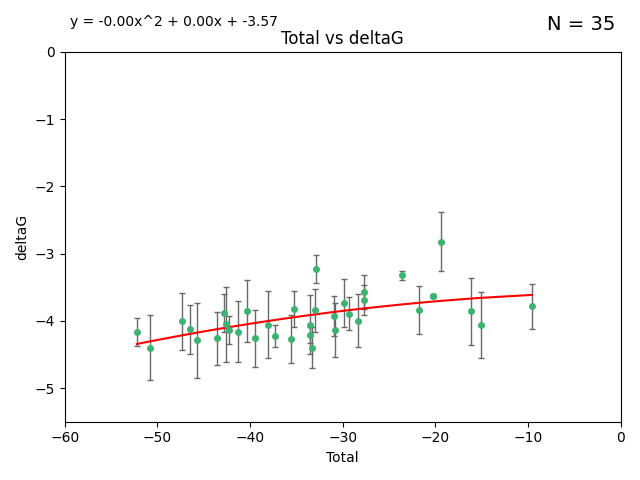 y = -0.00x^2 + 0.00x + -3.57
N = 35
Total vs deltaG
0
−1
−2
−3
−4
−5
deltaG
−60
−50
−40
−30
−20
−10
0
Total